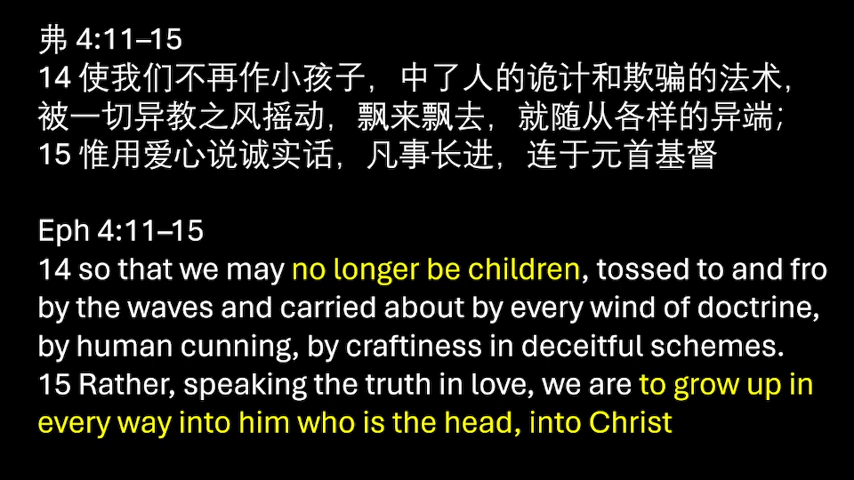 弗 4:11–15
14 使我们不再作小孩子，中了人的诡计和欺骗的法术，
被一切异教之风摇动，飘来飘去，就随从各样的异端；
15 惟用爱心说诚实话，凡事长进，连于元首基督
Eph 4:11–15
14 so that we may no longer be children, tossed to and fro
by the waves and carried about by every wind of doctrine,
by human cunning, by craftiness in deceitful schemes.
15 Rather, speaking the truth in love, we are to grow up in
every way into him who is the head, into Christ